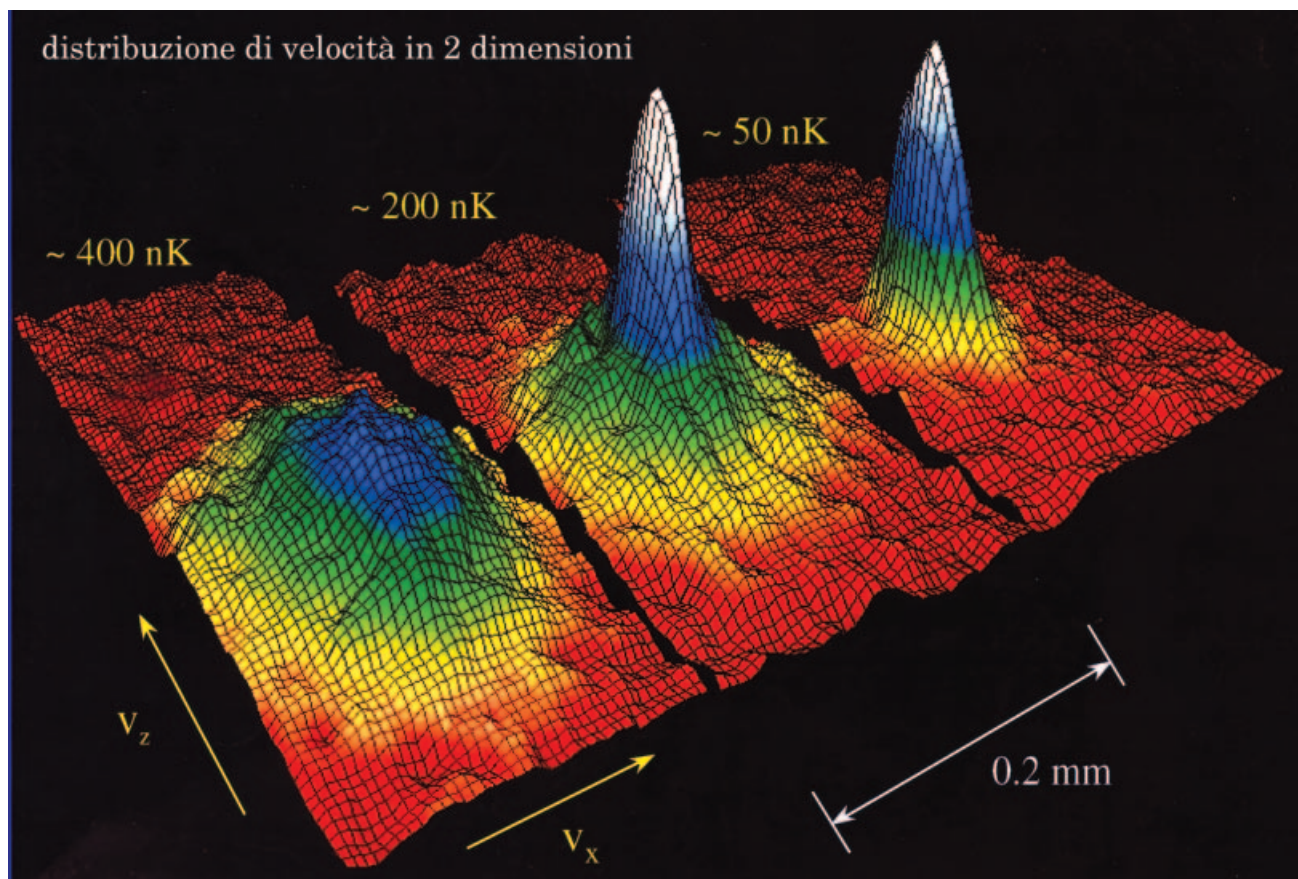 distribuzione di velocità in 2 dimensioni
~ 50 nK
~ 200 nK
~ 400 nK
v_z
v_x
0.2 mm